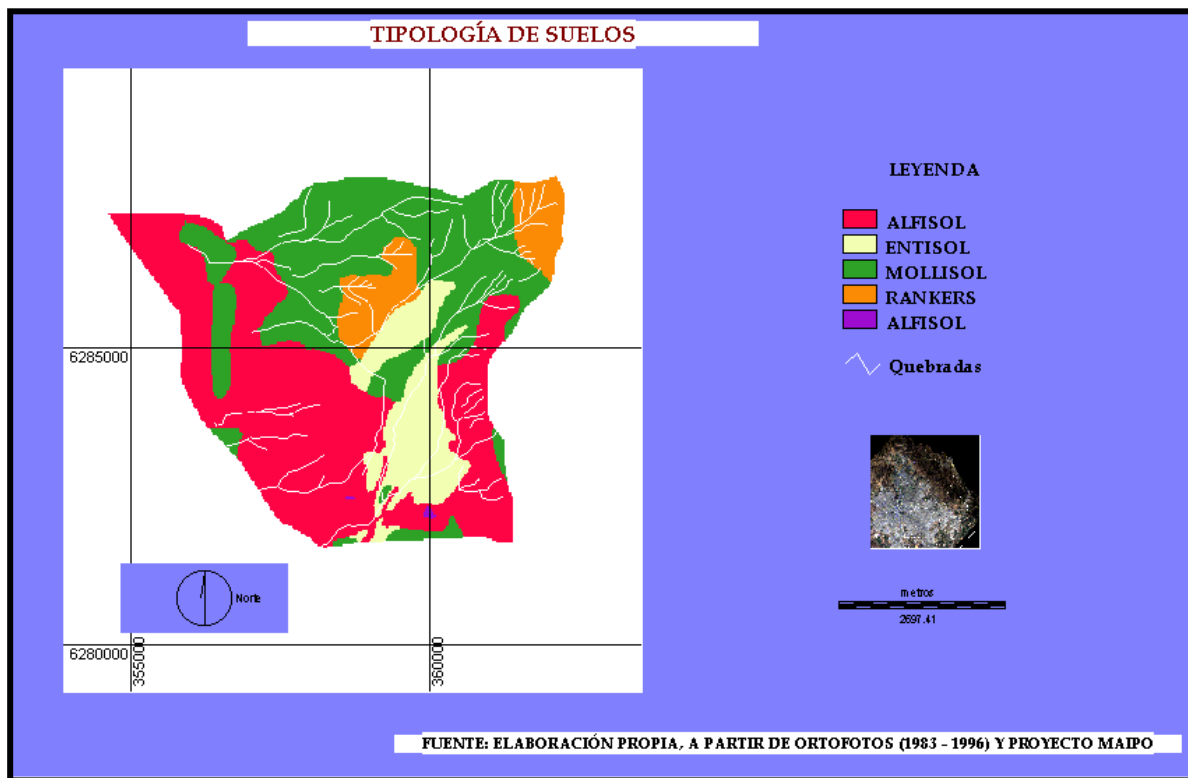 TIPOLOGÍA DE SUELOS
LEYENDA
ALFISOL
ENTISOL
MOLLISOL
RANKERS
ALFISOL
Quebradas
6285000
6280000
355000
360000
Norte
metros
2697.41
FUENTE: ELABORACIÓN PROPIA, A PARTIR DE ORTOFOTOS (1983 - 1996) Y PROYECTO MAIPO